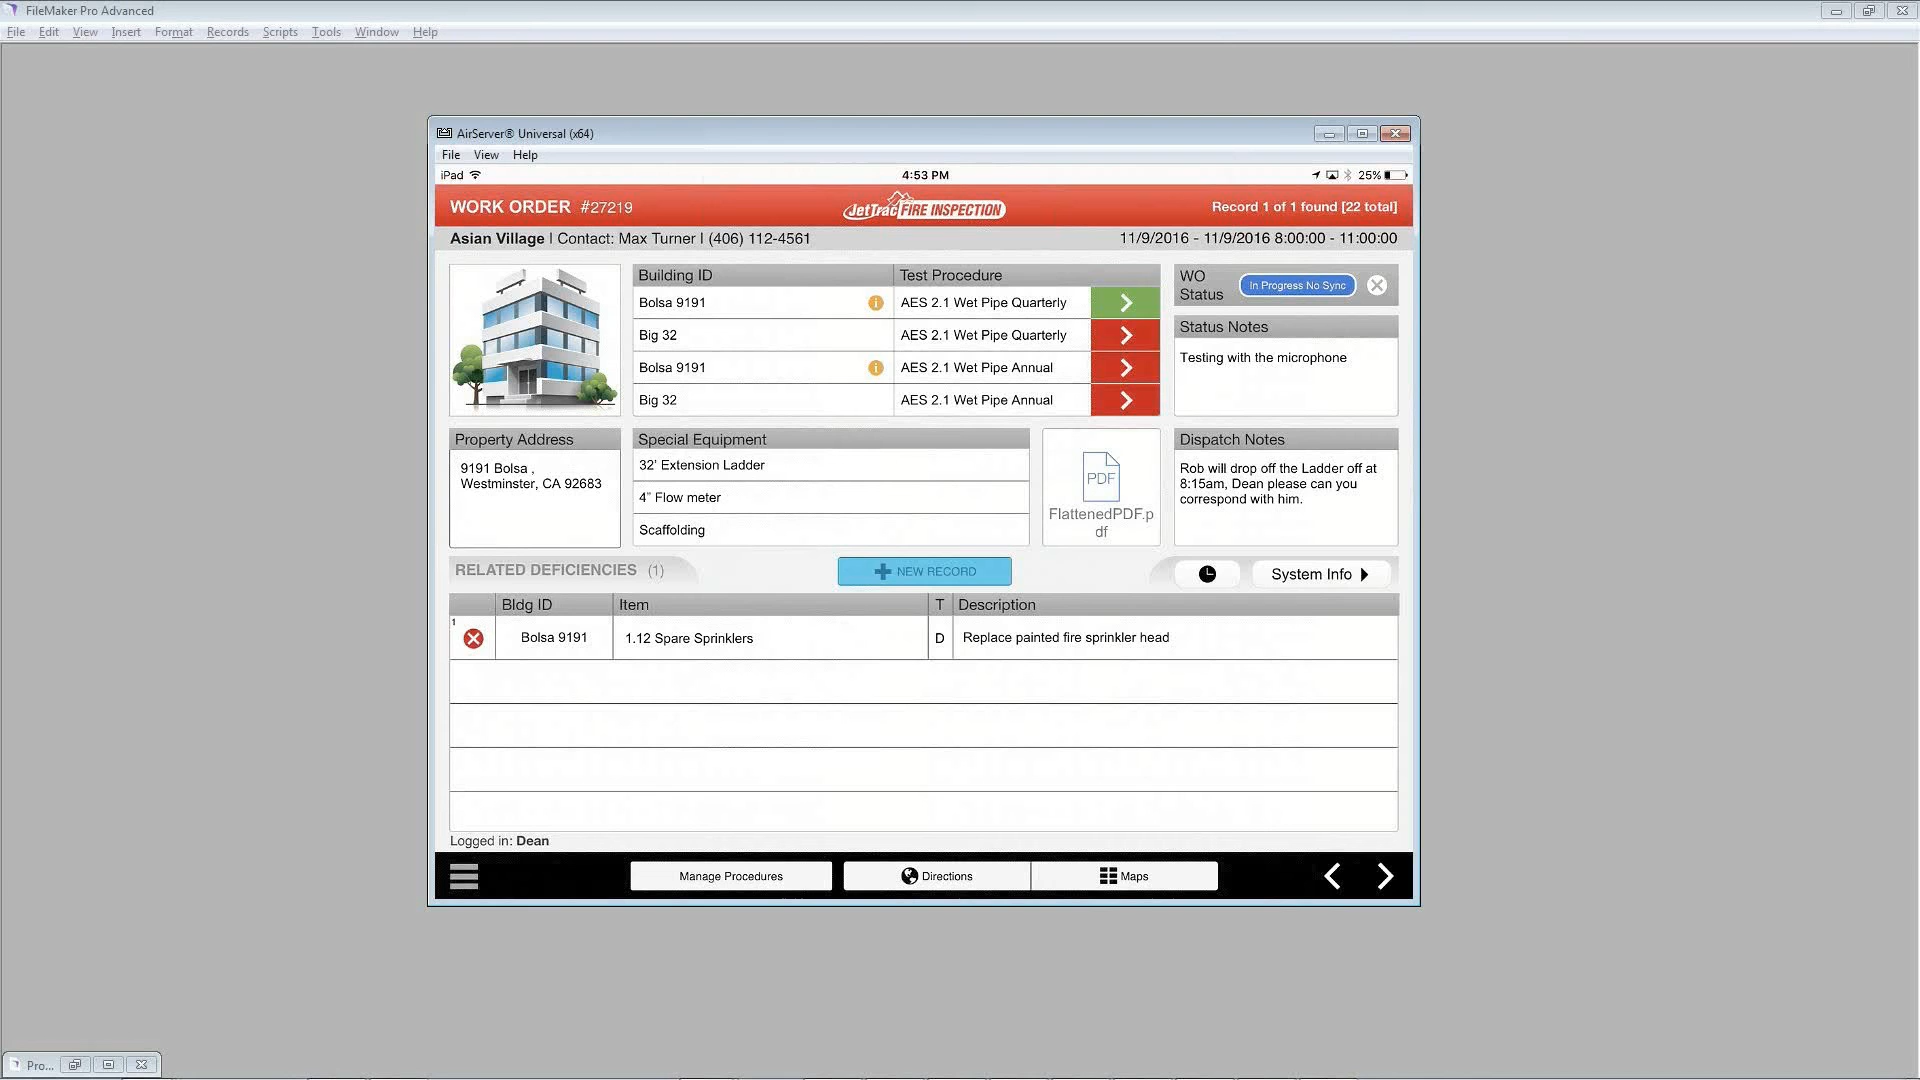 FileMaker Pro Advanced
File Edit View Insert Format Records Scripts Tools Window Help
AirServer® Universal (x64)
File View Help
iPad 4:53 PM 25%
WORK ORDER #27219 JetTrac FIRE INSPECTION Record 1 of 1 found [22 total]
Asian Village | Contact: Max Turner | (406) 112-4561 11/9/2016 - 11/9/2016 8:00:00 - 11:00:00
Building ID Test Procedure
Bolsa 9191 i AES 2.1 Wet Pipe Quarterly
Big 32 AES 2.1 Wet Pipe Quarterly
Bolsa 9191 i AES 2.1 Wet Pipe Annual
Big 32 AES 2.1 Wet Pipe Annual
WO
Status
In Progress No Sync
Status Notes
Testing with the microphone
Property Address
9191 Bolsa ,
Westminster, CA 92683
Special Equipment
32' Extension Ladder
4" Flow meter
Scaffolding
PDF
FlattenedPDF.p
df
Dispatch Notes
Rob will drop off the Ladder off at
8:15am, Dean please can you
correspond with him.
RELATED DEFICIENCIES (1) NEW RECORD System Info
Bldg ID Item T Description
1 Bolsa 9191 1.12 Spare Sprinklers D Replace painted fire sprinkler head
Logged in: Dean
Manage Procedures Directions Maps
Pro...